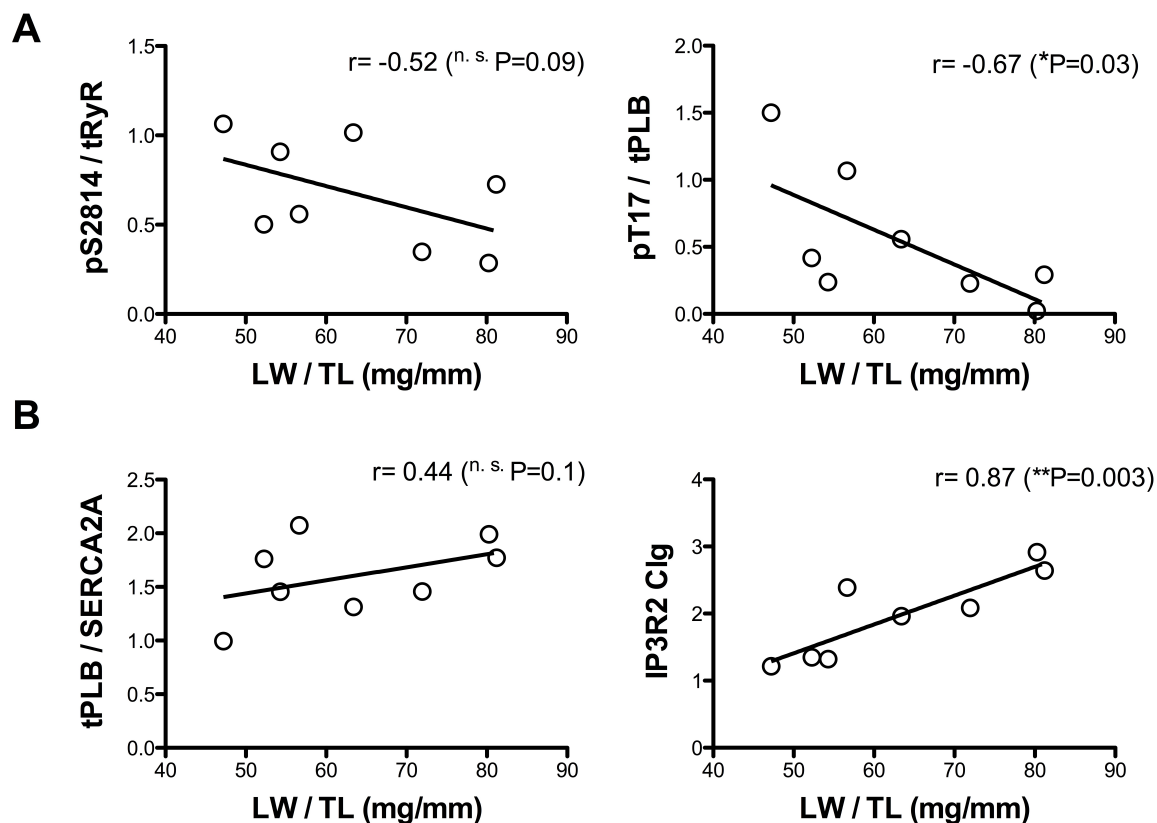 A
r= -0.52 (n. s. P=0.09)
pS2814 / tRyR
1.5
1.0
0.5
0.0
40 50 60 70 80 90
LW / TL (mg/mm)
r= -0.67 (*P=0.03)
pT17 / tPLB
2.0
1.5
1.0
0.5
0.0
40 50 60 70 80 90
LW / TL (mg/mm)
B
r= 0.44 (n. s. P=0.1)
tPLB / SERCA2A
2.5
2.0
1.5
1.0
0.5
0.0
40 50 60 70 80 90
LW / TL (mg/mm)
r= 0.87 (**P=0.003)
IP3R2 Clg
4
3
2
1
0
40 50 60 70 80 90
LW / TL (mg/mm)